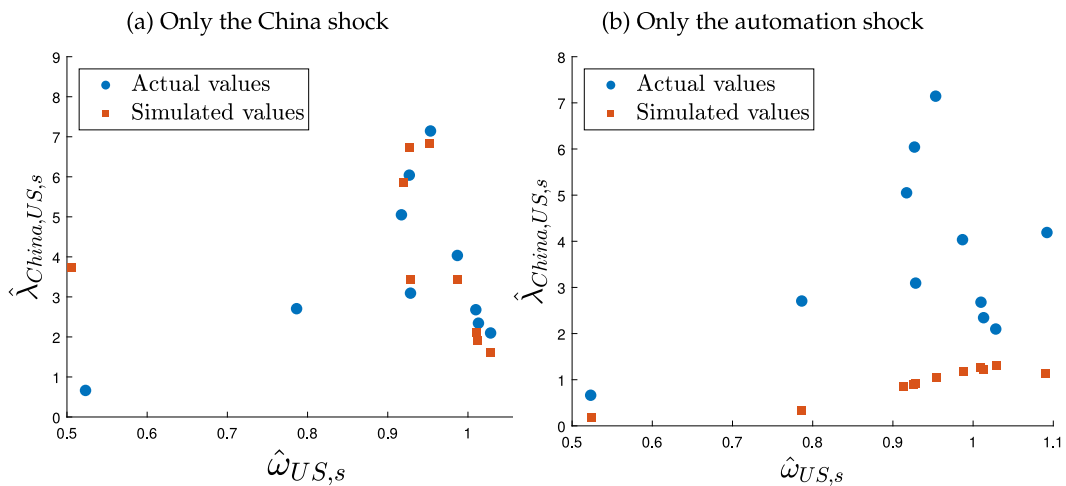 (a) Only the China shock
9
8
7
6
5
4
3
2
1
0
Actual values
Simulated values
λ̂China,US,s
0.5 0.6 0.7 0.8 0.9 1
ω̂US,s
(b) Only the automation shock
8
7
6
5
4
3
2
1
0
Actual values
Simulated values
λ̂China,US,s
0.5 0.6 0.7 0.8 0.9 1 1.1
ω̂US,s